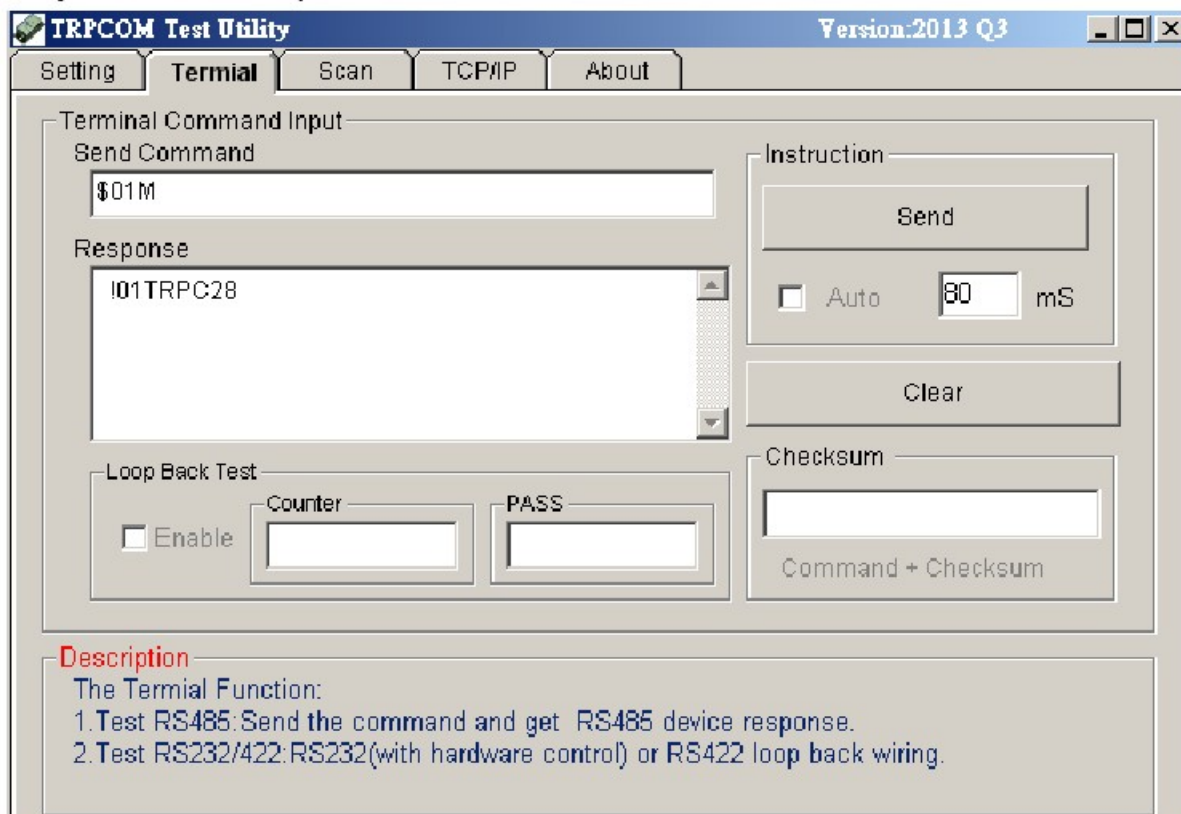 TRPCOM Test Utility Version:2013 Q3
Setting Termial Scan TCP/IP About
Terminal Command Input
Send Command
$01M
Instruction
Send
Response
!01TRPC28
Auto 80 mS
Clear
Loop Back Test
Enable
Counter
PASS
Checksum
Command + Checksum
Description
The Termial Function:
1.Test RS485:Send the command and get RS485 device response.
2.Test RS232/422:RS232(with hardware control) or RS422 loop back wiring.